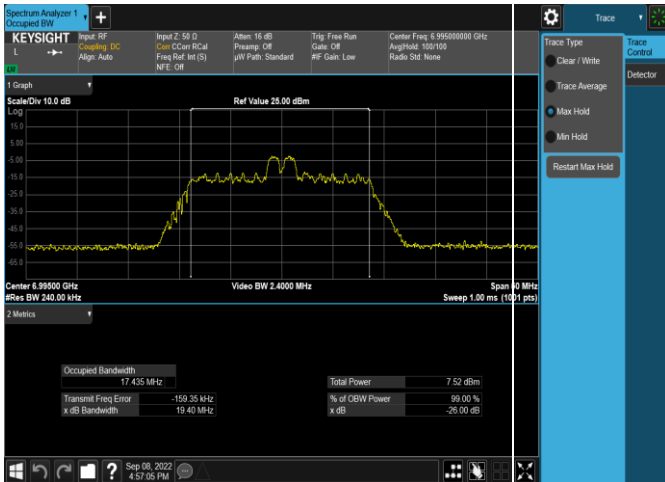 Spectrum Analyzer 1
Occupied BW
KEYSIGHT
L
LV
Input: RF
Coupling: DC
Align: Auto
Input Z: 50 Ω
Corr CCorr RCal
Freq Ref: Int (S)
NFE: Off
Atten: 16 dB
Preamp: Off
µW Path: Standard
Trig: Free Run
Gate: Off
#IF Gain: Low
Center Freq: 6.995000000 GHz
Avg|Hold: 100/100
Radio Std: None
1 Graph
Scale/Div 10.0 dB
Ref Value 25.00 dBm
Log
15.0
5.00
-5.00
-15.0
-25.0
-35.0
-45.0
-55.0
-65.0
Center 6.99500 GHz
Video BW 2.4000 MHz
#Res BW 240.00 kHz
Sweep 1.00 ms (1001 pts)
2 Metrics
Occupied Bandwidth
17.435 MHz
Total Power 7.52 dBm
Transmit Freq Error -159.35 kHz
% of OBW Power 99.00 %
x dB Bandwidth 19.40 MHz
x dB -26.00 dB
Sep 08, 2022
4:57:05 PM
Trace
Trace Type
Clear / Write
Trace Average
Max Hold
Min Hold
Restart Max Hold
Trace
Control
Detector